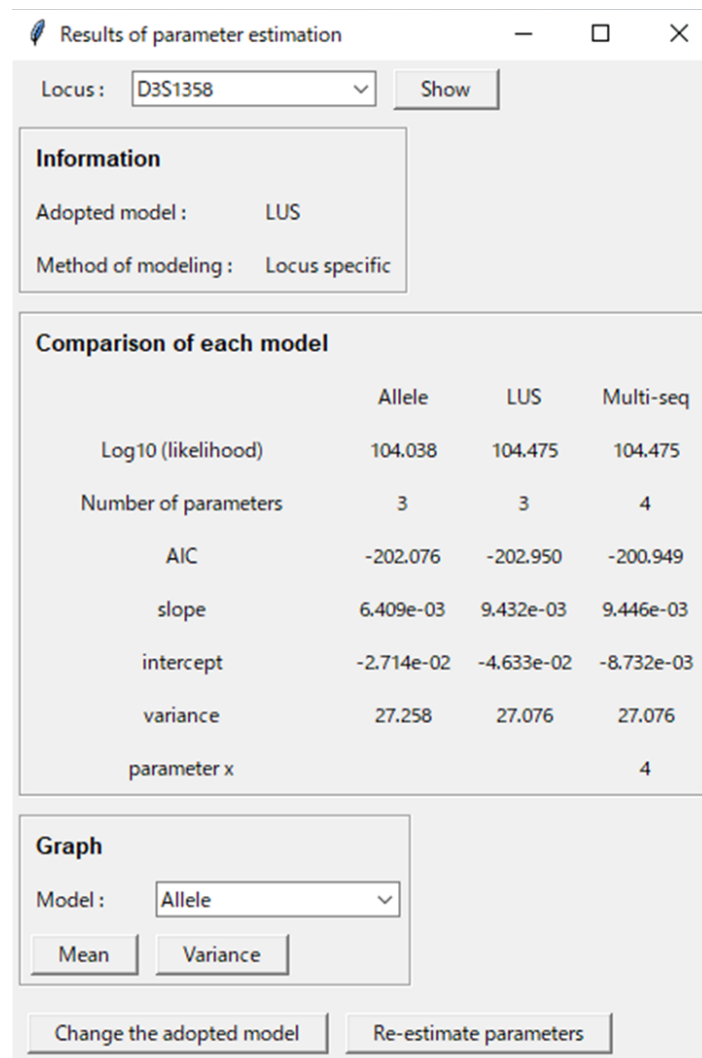 Results of parameter estimation
Locus : D3S1358 Show
Information
Adopted model : LUS
Method of modeling : Locus specific
Comparison of each model
Allele LUS Multi-seq
Log10 (likelihood) 104.038 104.475 104.475
Number of parameters 3 3 4
AIC -202.076 -202.950 -200.949
slope 6.409e-03 9.432e-03 9.446e-03
intercept -2.714e-02 -4.633e-02 -8.732e-03
variance 27.258 27.076 27.076
parameter x 4
Graph
Model : Allele
Mean Variance
Change the adopted model Re-estimate parameters